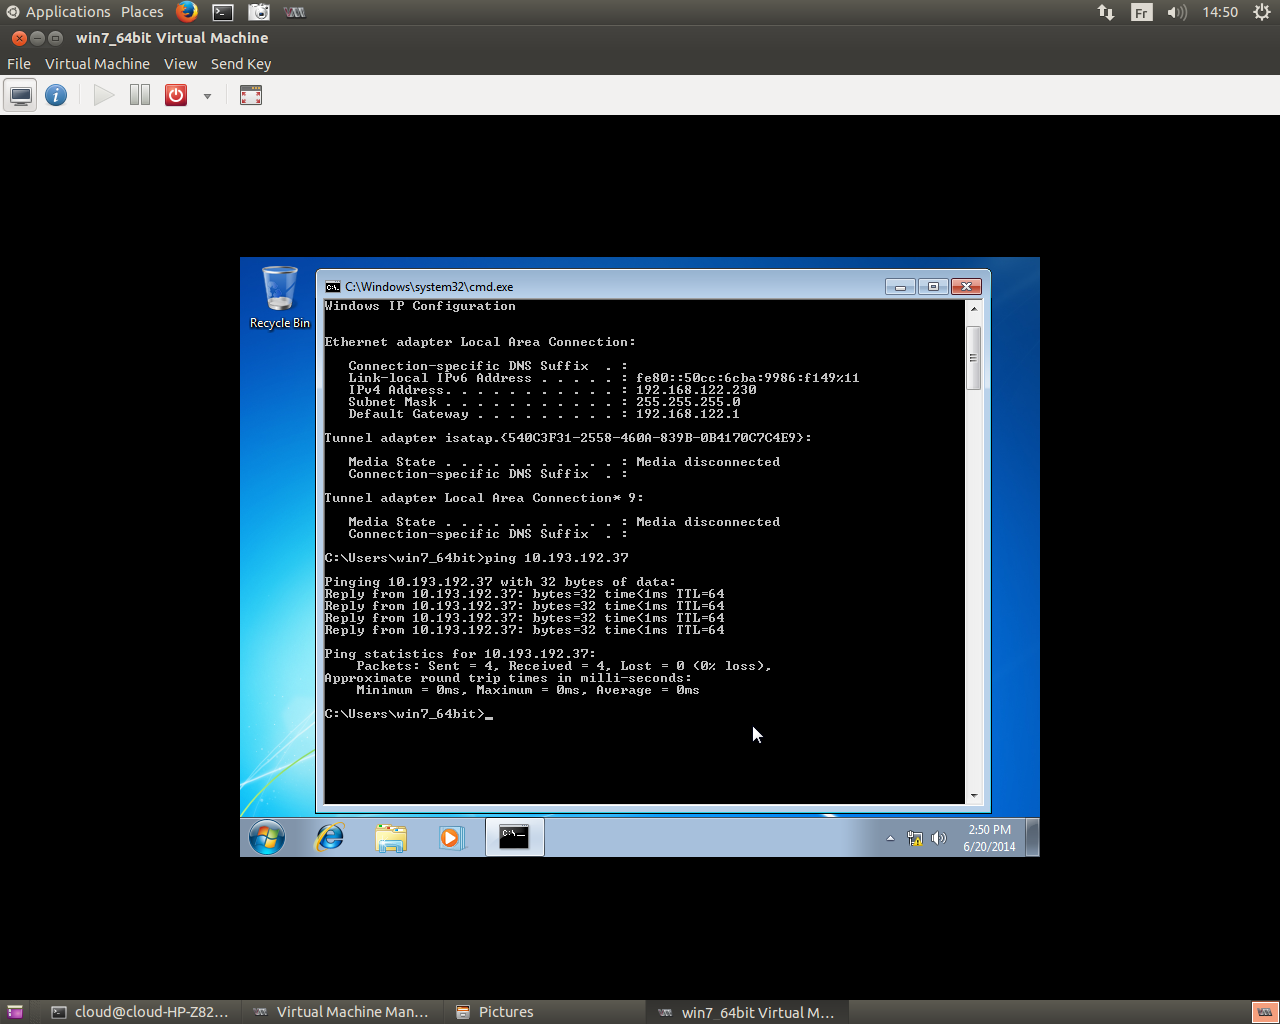 Applications Places Fr 14:50
win7_64bit Virtual Machine
File Virtual Machine View Send Key
Recycle Bin
C:\Windows\system32\cmd.exe
Windows IP Configuration
Ethernet adapter Local Area Connection:
Connection-specific DNS Suffix . :
Link-local IPv6 Address . . . . . : fe80::50cc:6cba:9986:f149%11
IPv4 Address. . . . . . . . . . . : 192.168.122.230
Subnet Mask . . . . . . . . . . . : 255.255.255.0
Default Gateway . . . . . . . . . : 192.168.122.1
Tunnel adapter isatap.{540C3F31-2558-460A-839B-0B4170C7C4E9}:
Media State . . . . . . . . . . . : Media disconnected
Connection-specific DNS Suffix . :
Tunnel adapter Local Area Connection* 9:
Media State . . . . . . . . . . . : Media disconnected
Connection-specific DNS Suffix . :
C:\Users\win7_64bit>ping 10.193.192.37
Pinging 10.193.192.37 with 32 bytes of data:
Reply from 10.193.192.37: bytes=32 time<1ms TTL=64
Reply from 10.193.192.37: bytes=32 time<1ms TTL=64
Reply from 10.193.192.37: bytes=32 time<1ms TTL=64
Reply from 10.193.192.37: bytes=32 time<1ms TTL=64
Ping statistics for 10.193.192.37:
Packets: Sent = 4, Received = 4, Lost = 0 (0% loss),
Approximate round trip times in milli-seconds:
Minimum = 0ms, Maximum = 0ms, Average = 0ms
C:\Users\win7_64bit>_
2:50 PM
6/20/2014
cloud@cloud-HP-Z82... Virtual Machine Man... Pictures win7_64bit Virtual M...